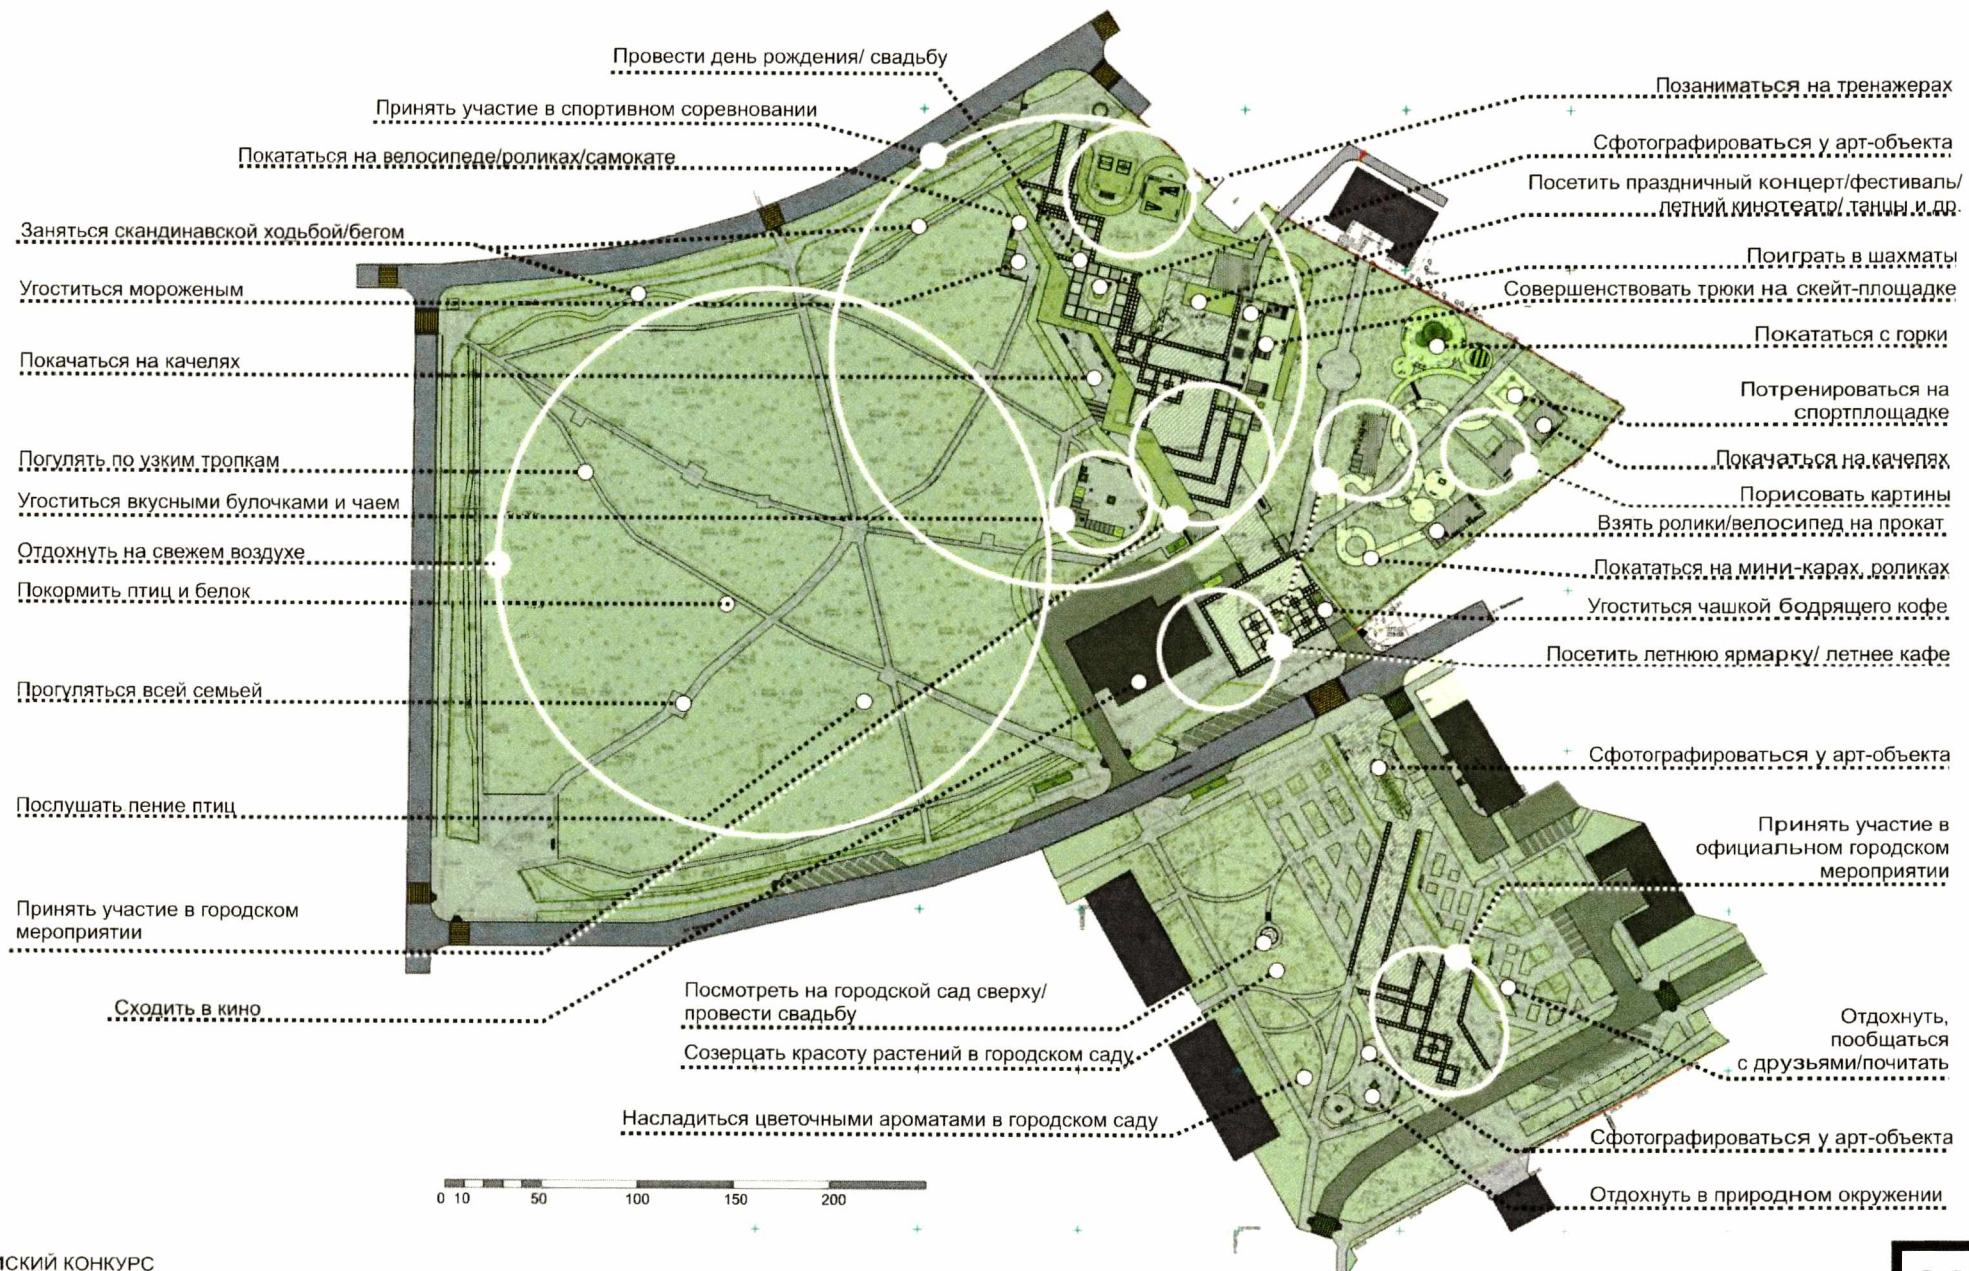 Провести день рождения/ свадьбу
Принять участие в спортивном соревновании
Покататься на велосипеде/роликах/самокате
Заняться скандинавской ходьбой/бегом
Угоститься мороженым
Покачаться на качелях
Погулять по узким тропкам
Угоститься вкусными булочками и чаем
Отдохнуть на свежем воздухе
Покормить птиц и белок
Прогуляться всей семьей
Послушать пение птиц
Принять участие в городском
мероприятии
Сходить в кино
Посмотреть на городской сад сверху/
провести свадьбу
Созерцать красоту растений в городском саду
Насладиться цветочными ароматами в городском саду
Позаниматься на тренажерах
Сфотографироваться у арт-объекта
Посетить праздничный концерт/фестиваль/
летний кинотеатр/ танцы и др.
Поиграть в шахматы
Совершенствовать трюки на скейт-площадке
Покататься с горки
Потренироваться на
спортплощадке
Покачаться на качелях
Порисовать картины
Взять ролики/велосипед на прокат
Покататься на мини-карах, роликах
Угоститься чашкой бодрящего кофе
Посетить летнюю ярмарку/ летнее кафе
Сфотографироваться у арт-объекта
Принять участие в
официальном городском
мероприятии
Отдохнуть,
пообщаться
с друзьями/почитать
Сфотографироваться у арт-объекта
Отдохнуть в природном окружении
0 10 50 100 150 200
КОНКУРС